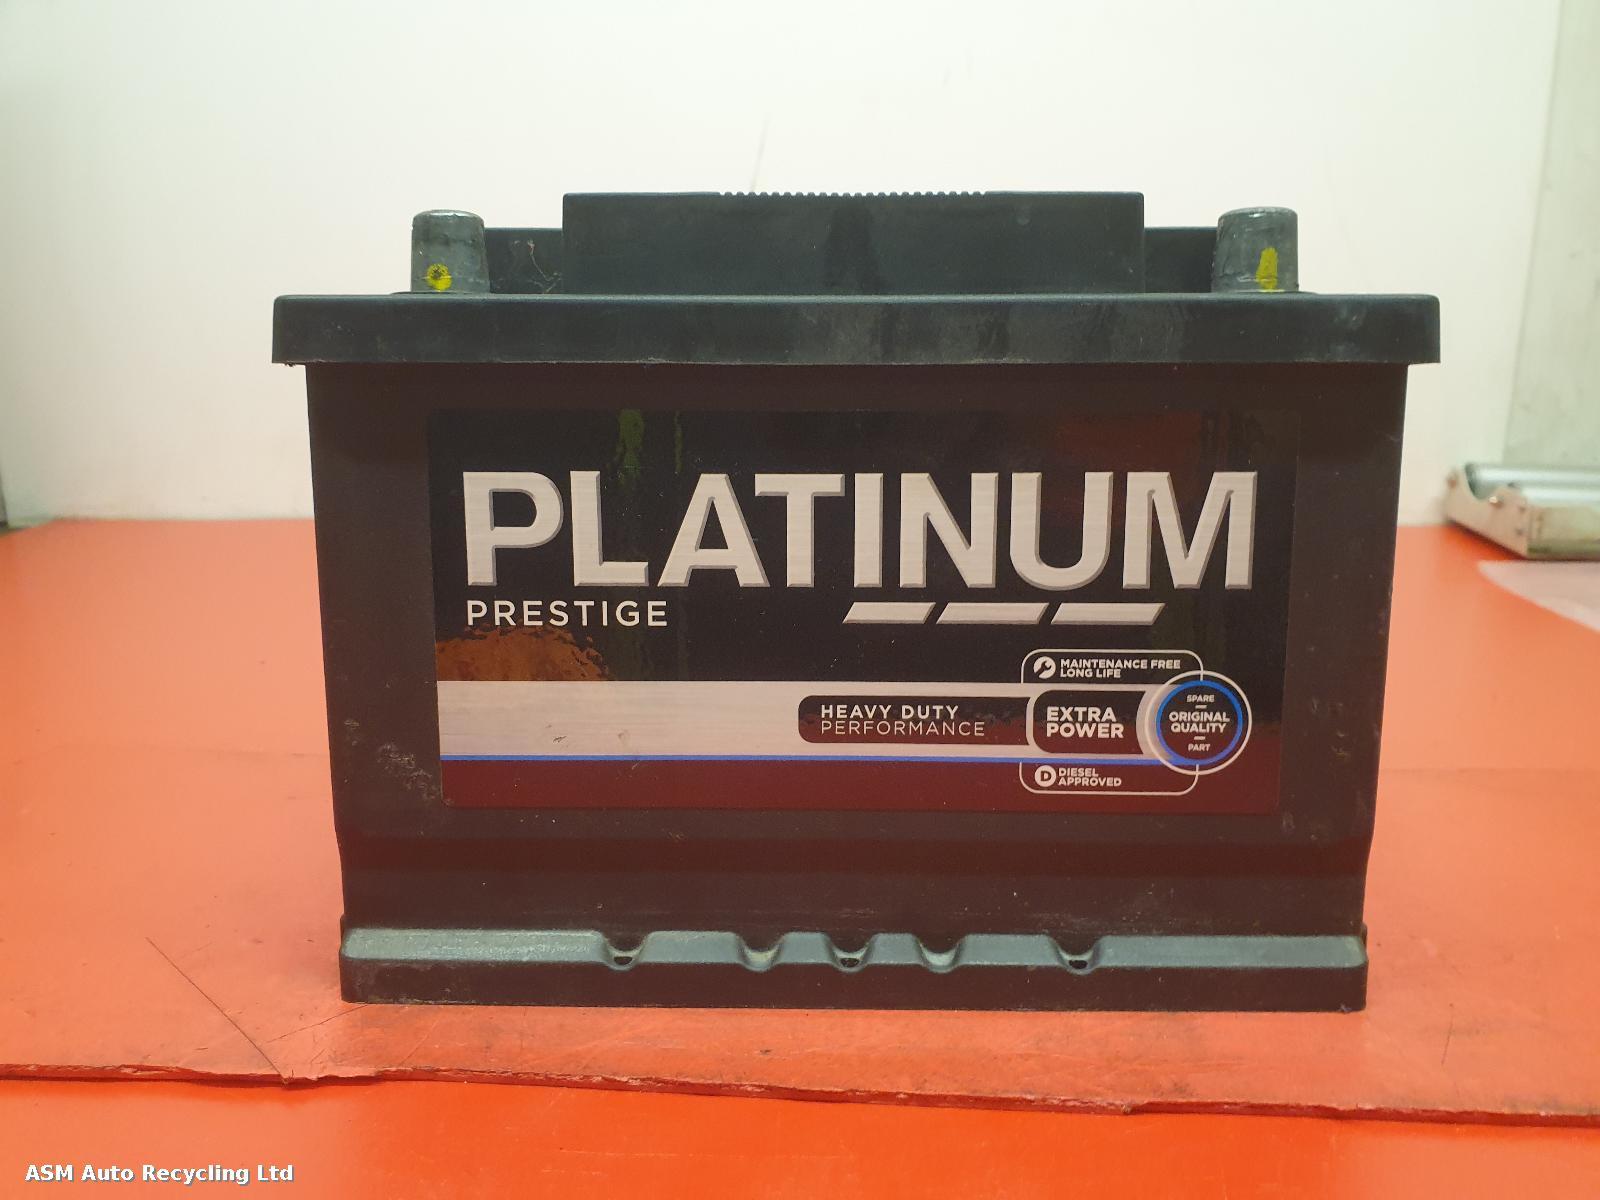 PLATINUM
PRESTIGE
MAINTENANCE FREE
LONG LIFE
HEAVY DUTY
PERFORMANCE
EXTRA
POWER
SPARE
ORIGINAL
QUALITY
PART
D DIESEL
APPROVED
ASM Auto Recycling Ltd